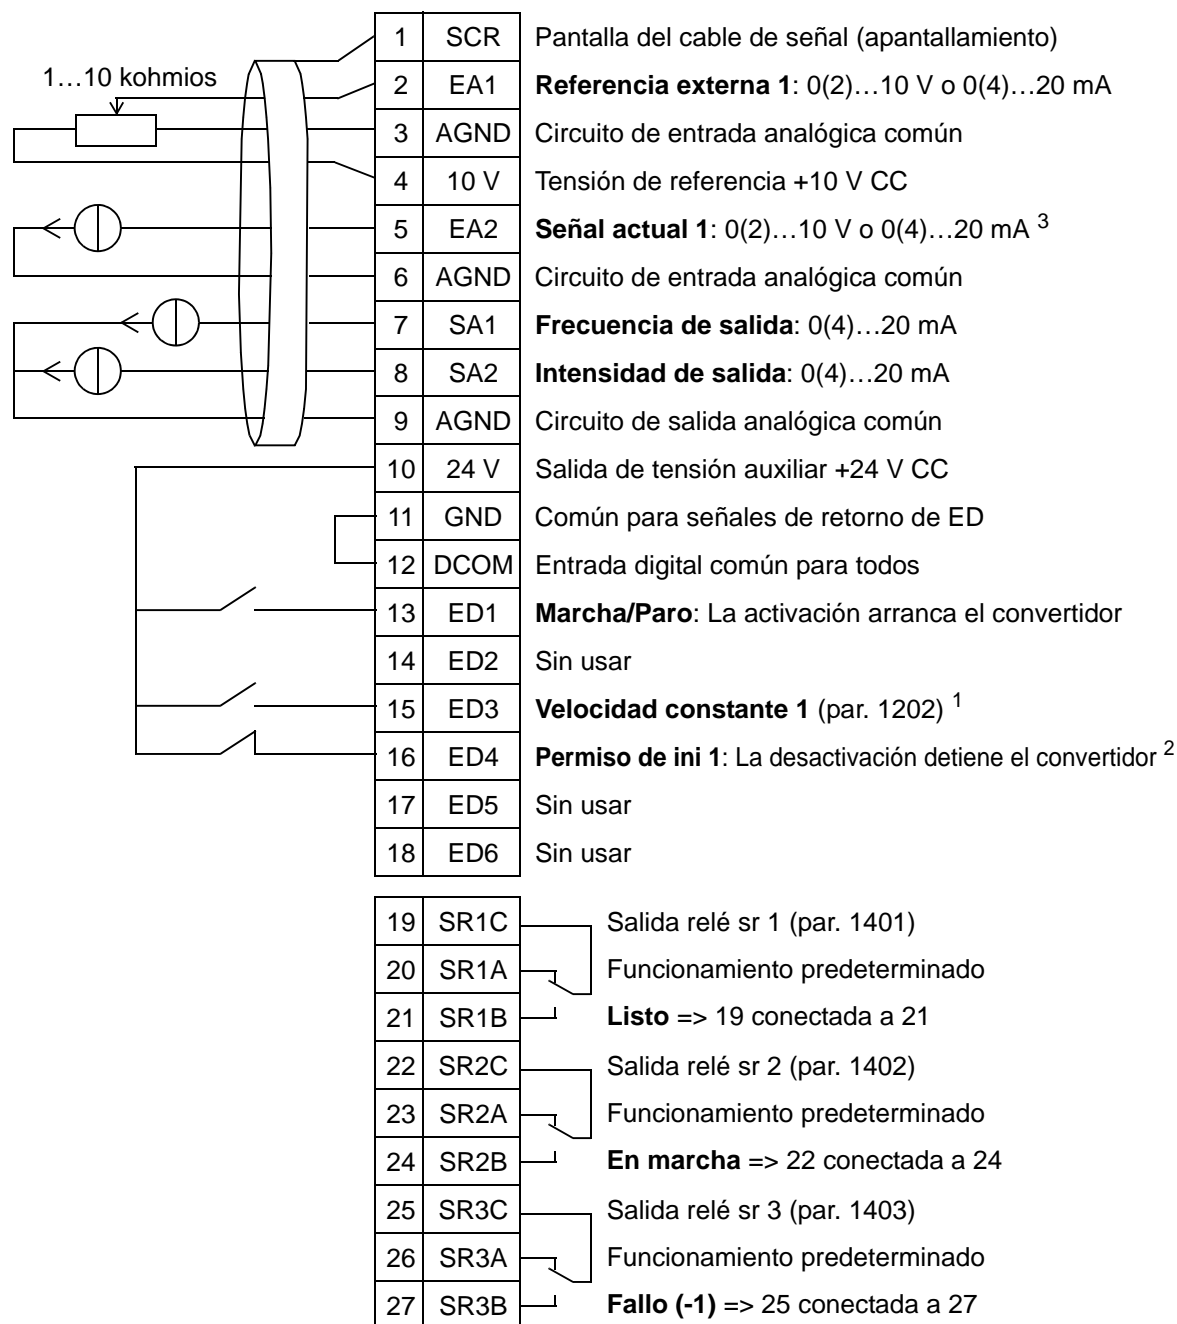 1 SCR Pantalla del cable de señal (apantallamiento)
1…10 kohmios
2 EA1 Referencia externa 1: 0(2)…10 V o 0(4)…20 mA
3 AGND Circuito de entrada analógica común
4 10 V Tensión de referencia +10 V CC
5 EA2 Señal actual 1: 0(2)…10 V o 0(4)…20 mA 3
6 AGND Circuito de entrada analógica común
7 SA1 Frecuencia de salida: 0(4)…20 mA
8 SA2 Intensidad de salida: 0(4)…20 mA
9 AGND Circuito de salida analógica común
10 24 V Salida de tensión auxiliar +24 V CC
11 GND Común para señales de retorno de ED
12 DCOM Entrada digital común para todos
13 ED1 Marcha/Paro: La activación arranca el convertidor
14 ED2 Sin usar
15 ED3 Velocidad constante 1 (par. 1202) 1
16 ED4 Permiso de ini 1: La desactivación detiene el convertidor 2
17 ED5 Sin usar
18 ED6 Sin usar
19 SR1C Salida relé sr 1 (par. 1401)
20 SR1A Funcionamiento predeterminado
21 SR1B Listo => 19 conectada a 21
22 SR2C Salida relé sr 2 (par. 1402)
23 SR2A Funcionamiento predeterminado
24 SR2B En marcha => 22 conectada a 24
25 SR3C Salida relé sr 3 (par. 1403)
26 SR3A Funcionamiento predeterminado
27 SR3B Fallo (-1) => 25 conectada a 27